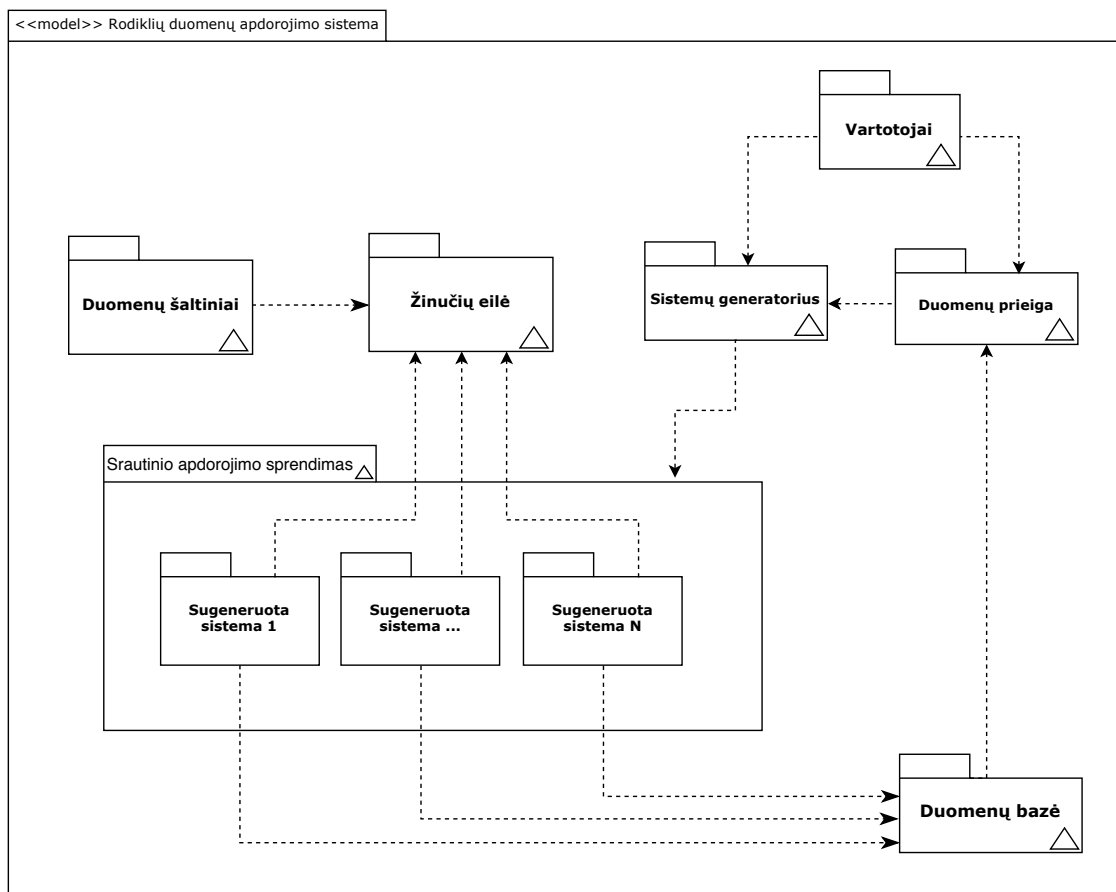 <<model>> Rodiklių duomenų apdorojimo sistema
Vartotojai
Duomenų šaltiniai
Žinučių eilė
Sistemų generatorius
Duomenų prieiga
Srautinio apdorojimo sprendimas
Sugeneruota
sistema 1
Sugeneruota
sistema ...
Sugeneruota
sistema N
Duomenų bazė